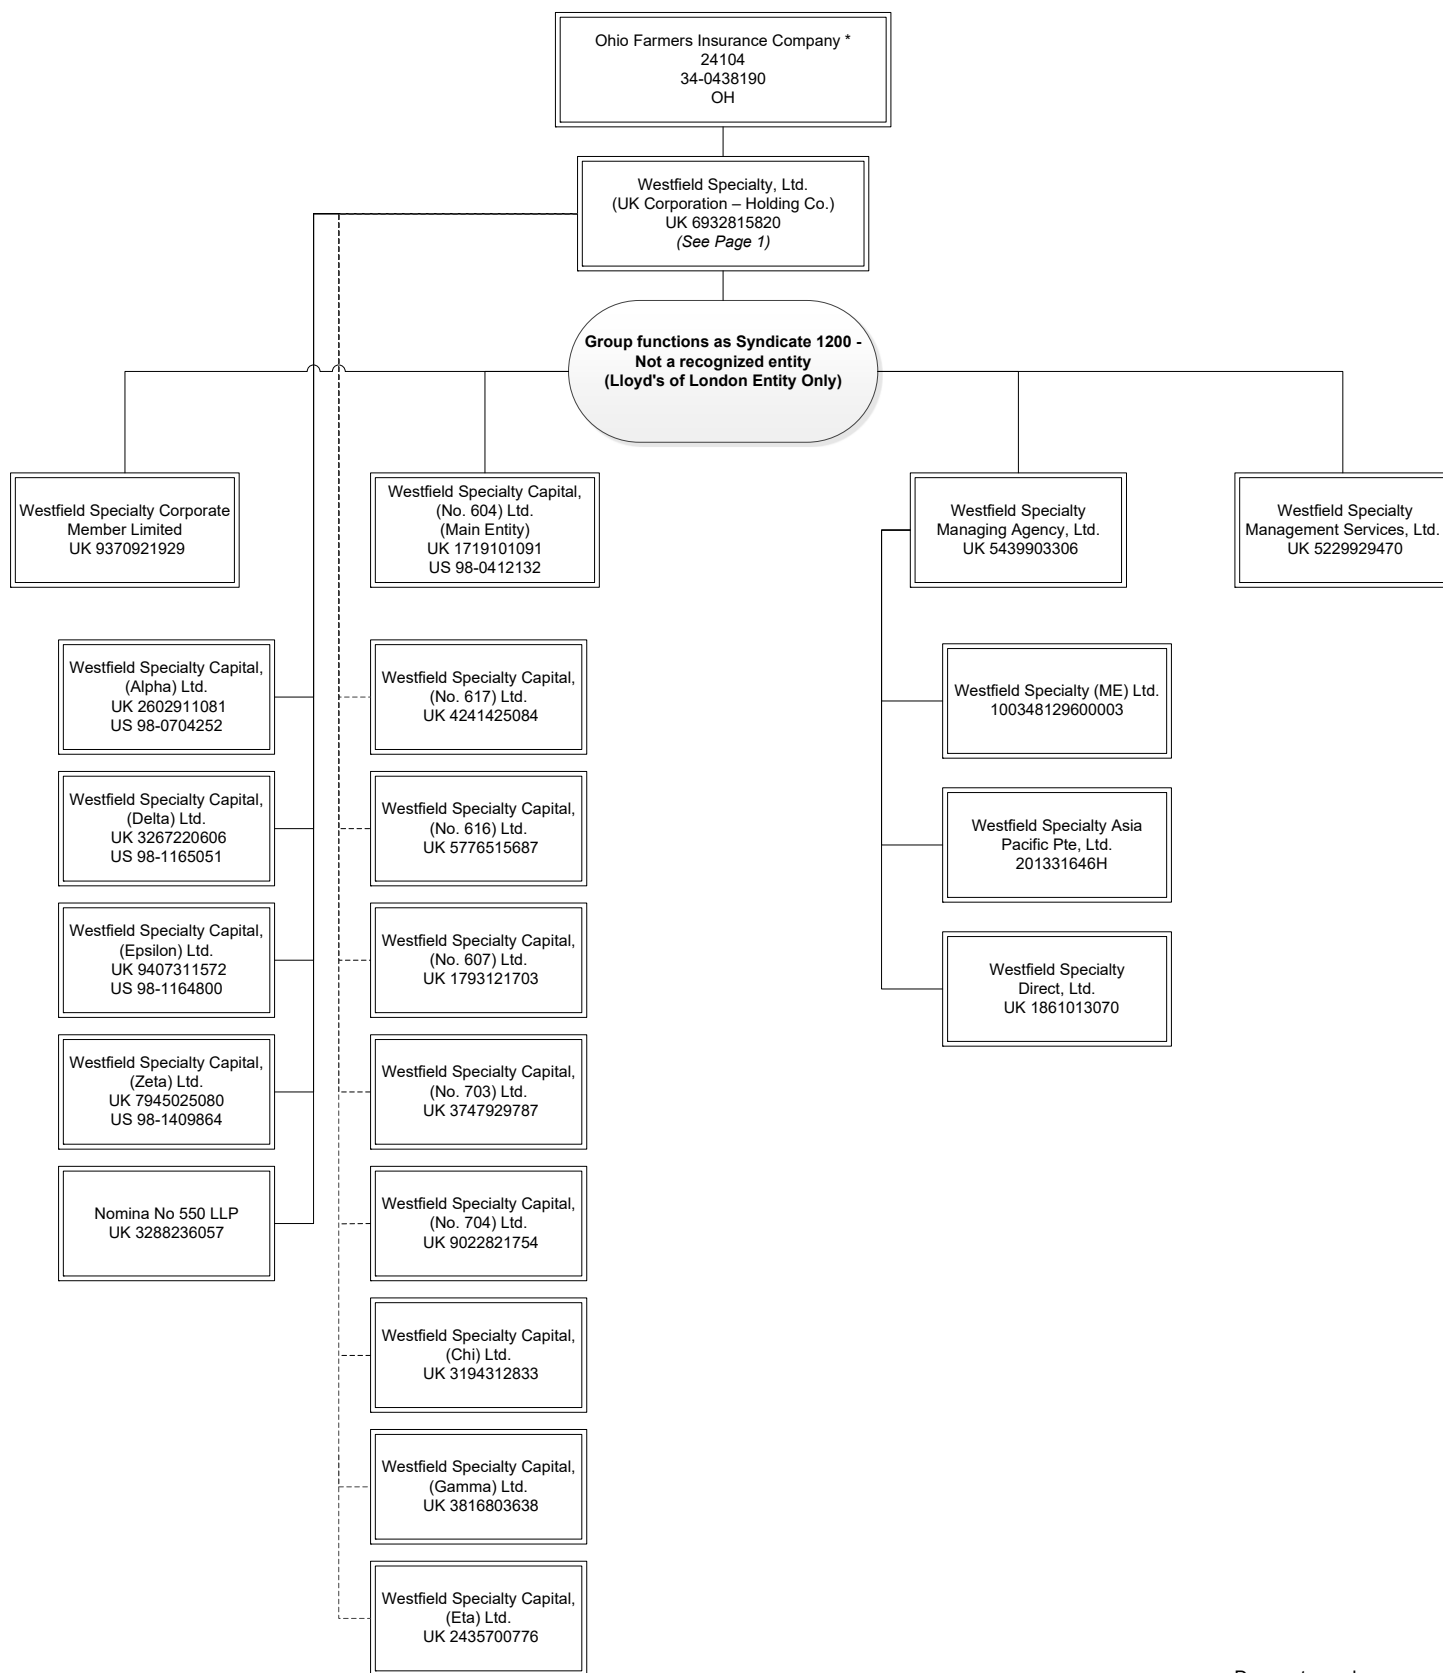 Ohio Farmers Insurance Company *
24104
34-0438190
OH
Westfield Specialty, Ltd.
(UK Corporation – Holding Co.)
UK 6932815820
(See Page 1)
Group functions as Syndicate 1200 -
Not a recognized entity
(Lloyd's of London Entity Only)
Westfield Specialty Corporate
Member Limited
UK 9370921929
Westfield Specialty Capital,
(No. 604) Ltd.
(Main Entity)
UK 1719101091
US 98-0412132
Westfield Specialty
Managing Agency, Ltd.
UK 5439903306
Westfield Specialty
Management Services, Ltd.
UK 5229929470
Westfield Specialty Capital,
(Alpha) Ltd.
UK 2602911081
US 98-0704252
Westfield Specialty Capital,
(Delta) Ltd.
UK 3267220606
US 98-1165051
Westfield Specialty Capital,
(Epsilon) Ltd.
UK 9407311572
US 98-1164800
Westfield Specialty Capital,
(Zeta) Ltd.
UK 7945025080
US 98-1409864
Nomina No 550 LLP
UK 3288236057
Westfield Specialty Capital,
(No. 617) Ltd.
UK 4241425084
Westfield Specialty Capital,
(No. 616) Ltd.
UK 5776515687
Westfield Specialty Capital,
(No. 607) Ltd.
UK 1793121703
Westfield Specialty Capital,
(No. 703) Ltd.
UK 3747929787
Westfield Specialty Capital,
(No. 704) Ltd.
UK 9022821754
Westfield Specialty Capital,
(Chi) Ltd.
UK 3194312833
Westfield Specialty Capital,
(Gamma) Ltd.
UK 3816803638
Westfield Specialty Capital,
(Eta) Ltd.
UK 2435700776
Westfield Specialty (ME) Ltd.
100348129600003
Westfield Specialty Asia
Pacific Pte, Ltd.
201331646H
Westfield Specialty
Direct, Ltd.
UK 1861013070